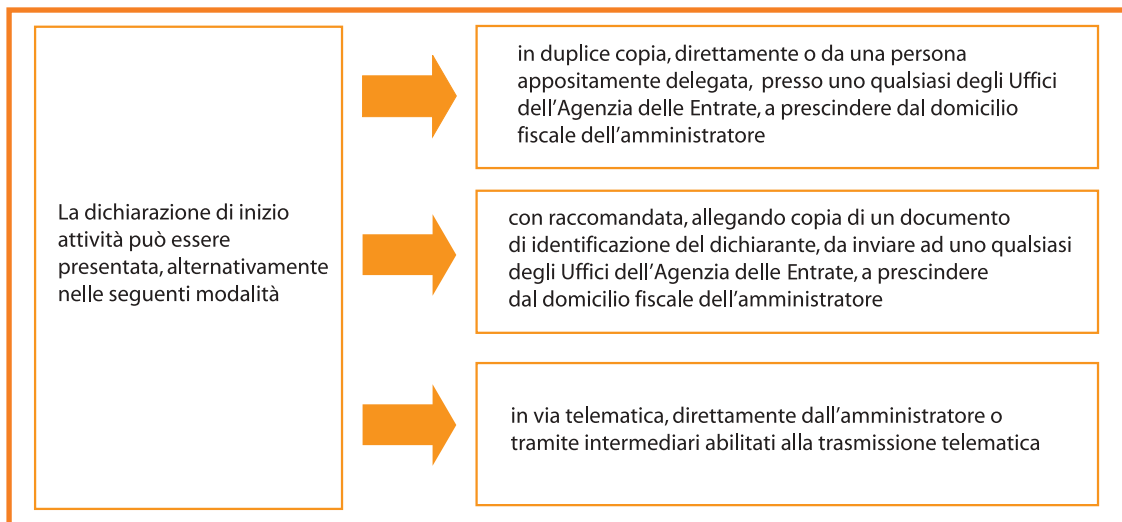 La dichiarazione di inizio
attività può essere
presentata, alternativamente
nelle seguenti modalità
in duplice copia, direttamente o da una persona
appositamente delegata, presso uno qualsiasi degli Uffici
dell'Agenzia delle Entrate, a prescindere dal domicilio
fiscale dell'amministratore
con raccomandata, allegando copia di un documento
di identificazione del dichiarante, da inviare ad uno qualsiasi
degli Uffici dell'Agenzia delle Entrate, a prescindere
dal domicilio fiscale dell'amministratore
in via telematica, direttamente dall'amministratore o
tramite intermediari abilitati alla trasmissione telematica